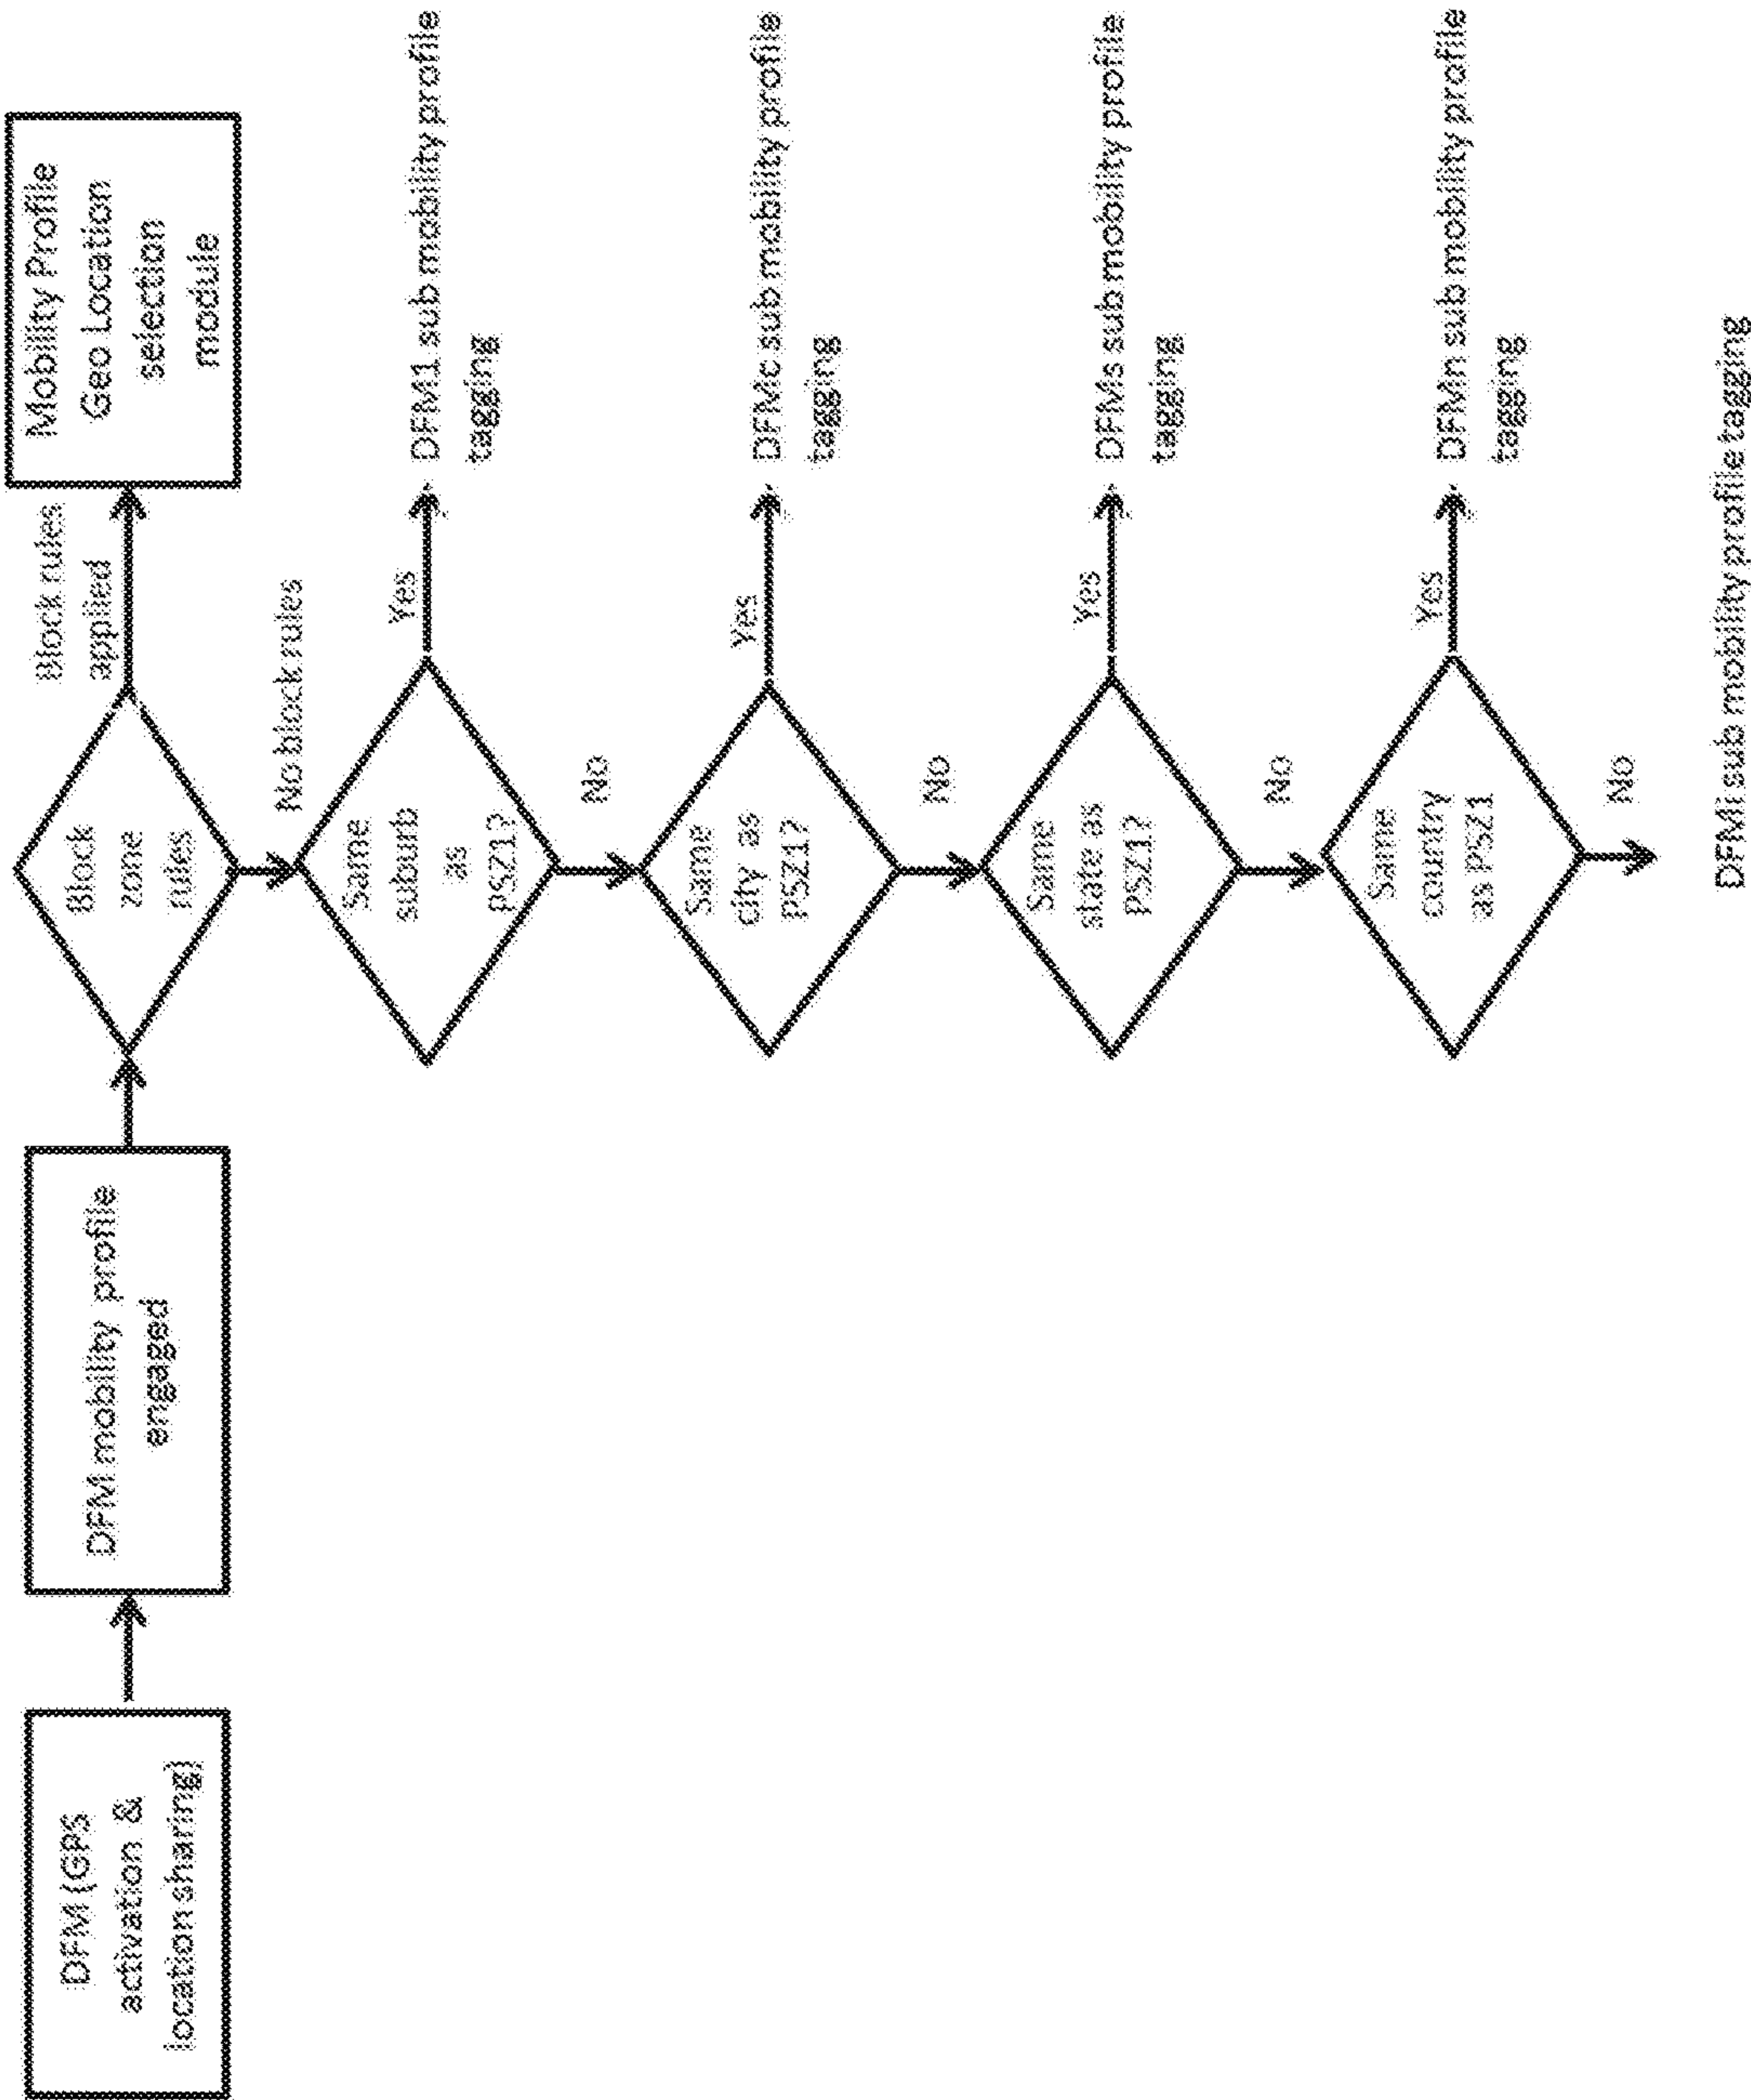 DFM (GPS
activation &
location sharing)
DFM mobility profile
engaged
Block
zone
rules
Block rules
applied
Mobility Profile
Geo Location
selection
module
No block rules
Same
suburb
as
PSZ1?
Yes
DFM1 sub mobility profile
tagging
No
Same
city as
PSZ1?
Yes
DFMc sub mobility profile
tagging
No
Same
state as
PSZ1?
Yes
DFMs sub mobility profile
tagging
No
Same
country
as PSZ1
Yes
DFMn sub mobility profile
tagging
No
DFMi sub mobility profile tagging